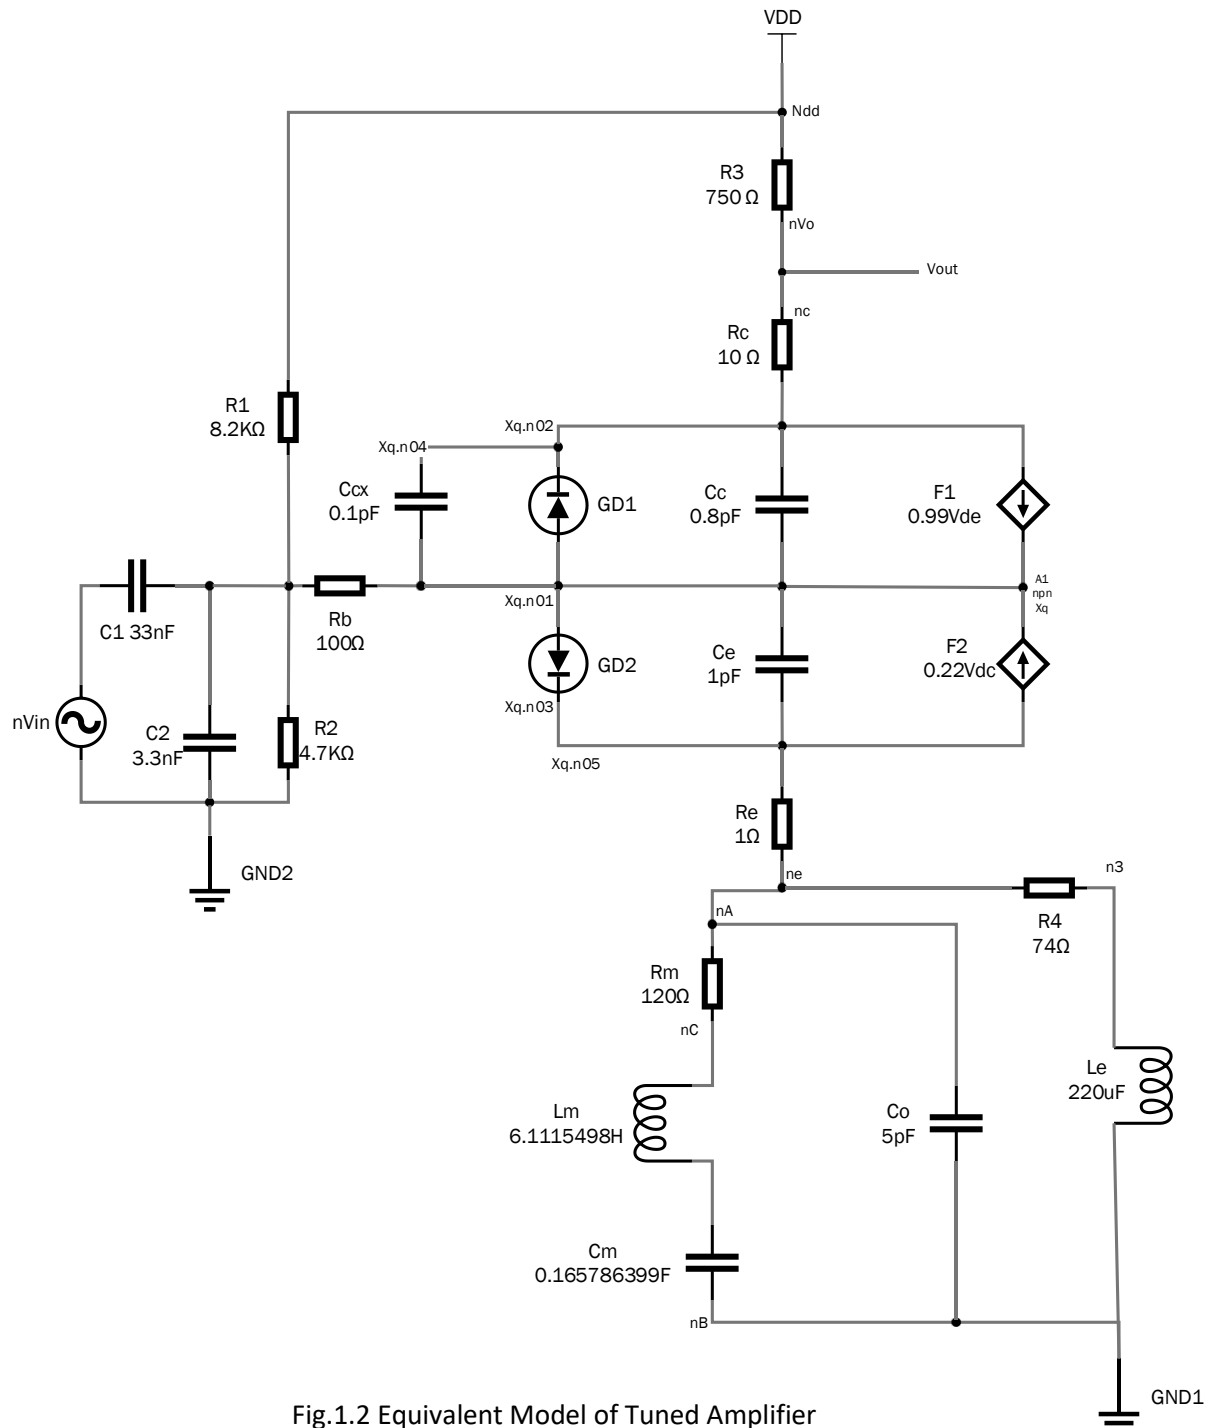 VDD
Ndd
R3
750 Ω
nVo
Vout
nc
Rc
10 Ω
R1
8.2KΩ
Xq.n02
Xq.n04
Ccx
0.1pF
GD1
Cc
0.8pF
F1
0.99Vde
C1 33nF
Rb
100Ω
Xq.n01
A1
npn
Xq
GD2
Ce
1pF
F2
0.22Vdc
Xq.n03
Xq.n05
nVin
C2
3.3nF
R2
4.7KΩ
GND2
Re
1Ω
ne
n3
R4
74Ω
nA
Rm
120Ω
nC
Lm
6.1115498H
Co
5pF
Le
220uF
Cm
0.165786399F
nB
GND1
Fig.1.2 Equivalent Model of Tuned Amplifier